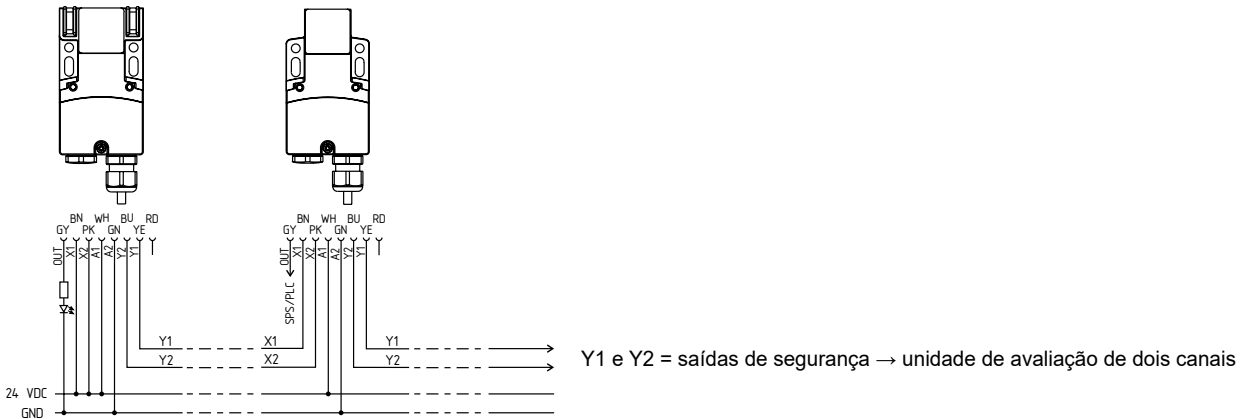 BN WH BU RD
GY PK GN YE
OUT X1 X2 A1 A2 Y2 Y1
BN WH BU RD
GY PK GN YE
OUT X1 X2 A1 A2 Y2 Y1
SPS/PLC
Y1 X1 Y1
Y2 X2 Y2
Y1 e Y2 = saídas de segurança → unidade de avaliação de dois canais
24 VDC
GND